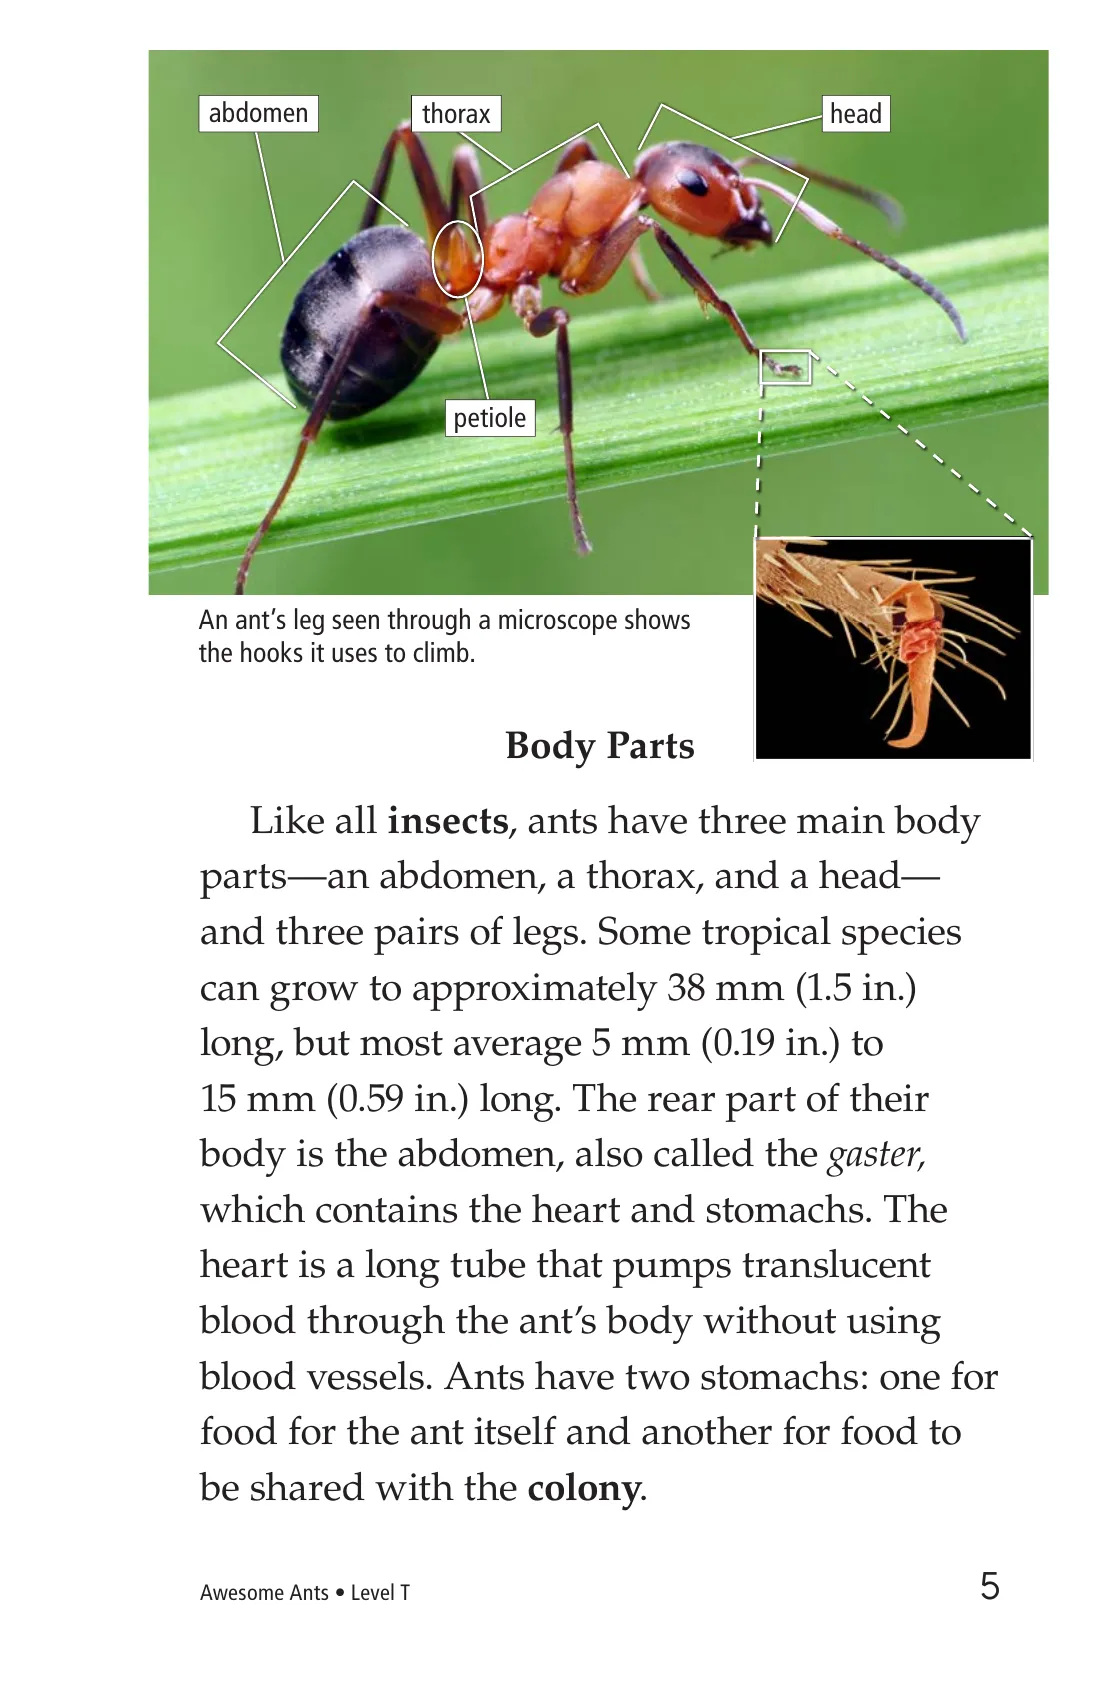 abdomen
thorax
head
petiole
An ant’s leg seen through a microscope shows
the hooks it uses to climb.
Body Parts
Like all insects, ants have three main body
parts—an abdomen, a thorax, and a head—
and three pairs of legs. Some tropical species
can grow to approximately 38 mm (1.5 in.)
long, but most average 5 mm (0.19 in.) to
15 mm (0.59 in.) long. The rear part of their
body is the abdomen, also called the gaster,
which contains the heart and stomachs. The
heart is a long tube that pumps translucent
blood through the ant’s body without using
blood vessels. Ants have two stomachs: one for
food for the ant itself and another for food to
be shared with the colony.
Awesome Ants • Level T
5